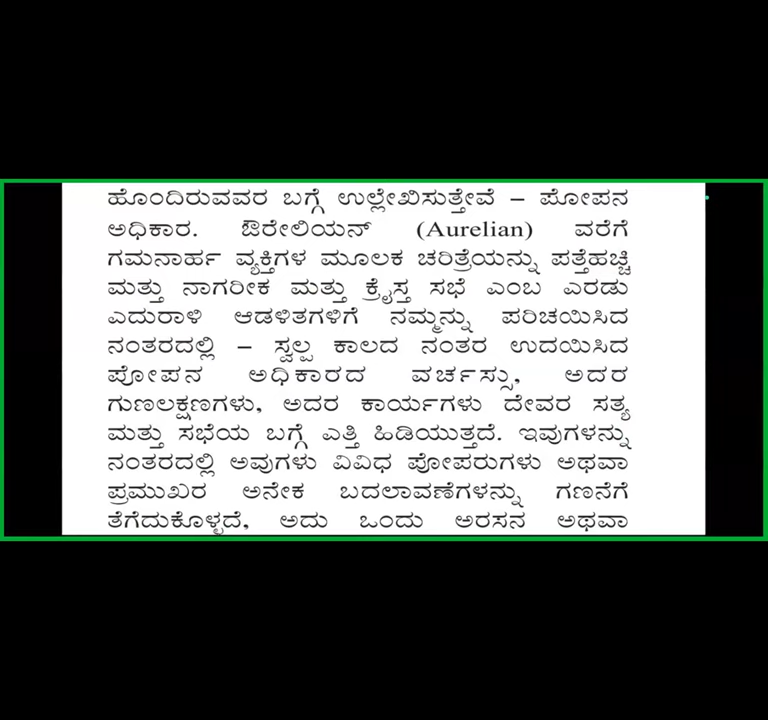 ಹೊಂದಿರುವವರ ಬಗ್ಗೆ ಉಲ್ಲೇಖಿಸುತ್ತೇವೆ – ಪೋಪನ
ಅಧಿಕಾರ. ಔರೇಲಿಯನ್ (Aurelian) ವರೆಗೆ
ಗಮನಾರ್ಹ ವ್ಯಕ್ತಿಗಳ ಮೂಲಕ ಚರಿತ್ರೆಯನ್ನು ಪತ್ತೆಹಚ್ಚಿ
ಮತ್ತು ನಾಗರೀಕ ಮತ್ತು ಕ್ರೈಸ್ತ ಸಭೆ ಎಂಬ ಎರಡು
ಎದುರಾಳಿ ಆಡಳಿತಗಳಿಗೆ ನಮ್ಮನ್ನು ಪರಿಚಯಿಸಿದ
ನಂತರದಲ್ಲಿ – ಸ್ವಲ್ಪ ಕಾಲದ ನಂತರ ಉದಯಿಸಿದ
ಪೋಪನ ಅಧಿಕಾರದ ವರ್ಚಸ್ಸು, ಅದರ
ಗುಣಲಕ್ಷಣಗಳು, ಅದರ ಕಾರ್ಯಗಳು ದೇವರ ಸತ್ಯ
ಮತ್ತು ಸಭೆಯ ಬಗ್ಗೆ ಎತ್ತಿ ಹಿಡಿಯುತ್ತದೆ. ಇವುಗಳನ್ನು
ನಂತರದಲ್ಲಿ ಅವುಗಳು ವಿವಿಧ ಪೋಪರುಗಳು ಅಥವಾ
ಪ್ರಮುಖರ ಅನೇಕ ಬದಲಾವಣೆಗಳನ್ನು ಗಣನೆಗೆ
ತೆಗೆದುಕೊಳ್ಳದೆ, ಅದು ಒಂದು ಅರಸನ ಅಥವಾ